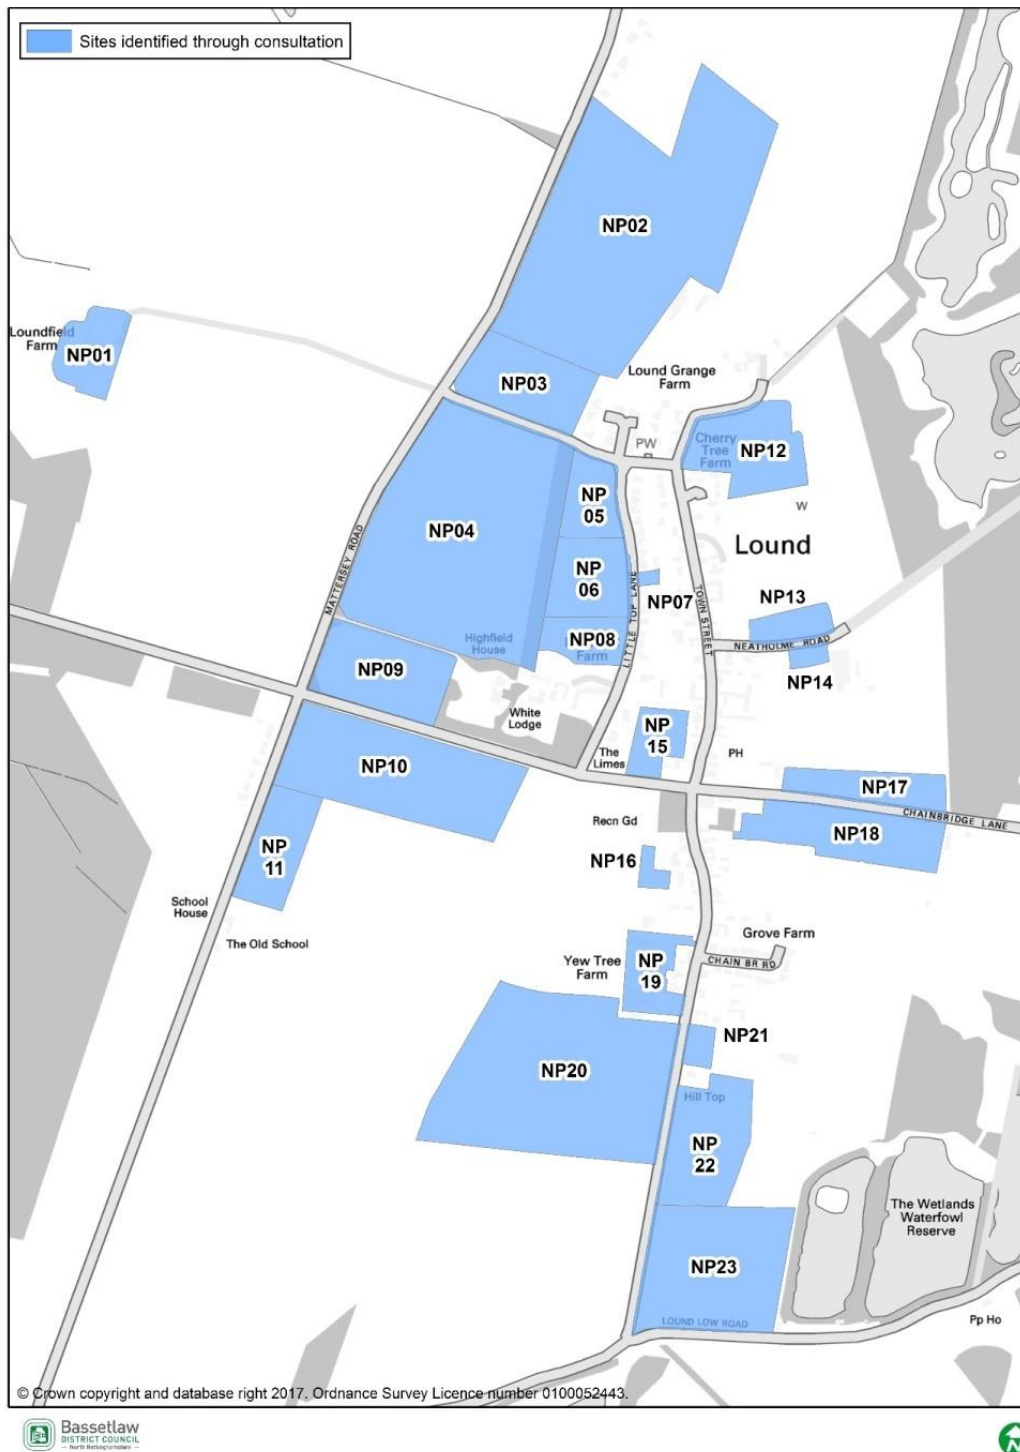 Sites identified through consultation
NP02
Loundfield
Farm
NP01
NP03
Lound Grange
Farm
PW
Cherry
Tree
Farm
NP12
NP
05
NP04
W
Lound
MATTERSEY ROAD
NP
06
LITTLE TOP LANE
NP07
TOWN STREET
NP13
NP08
Farm
Highfield
House
NEATHOLME ROAD
NP09
NP14
White
Lodge
NP
15
The
Limes
PH
NP10
NP17
CHAINBRIDGE LANE
Recn Gd
NP18
NP
11
NP16
School
House
The Old School
Grove Farm
Yew Tree
Farm
NP
19
CHAIN BR RD
NP21
NP20
Hill Top
NP
22
The Wetlands
Waterfowl
Reserve
NP23
LOUND LOW ROAD
Pp Ho
© Crown copyright and database right 2017. Ordnance Survey Licence number 0100052443.
Bassetlaw
DISTRICT COUNCIL
North Nottinghamshire